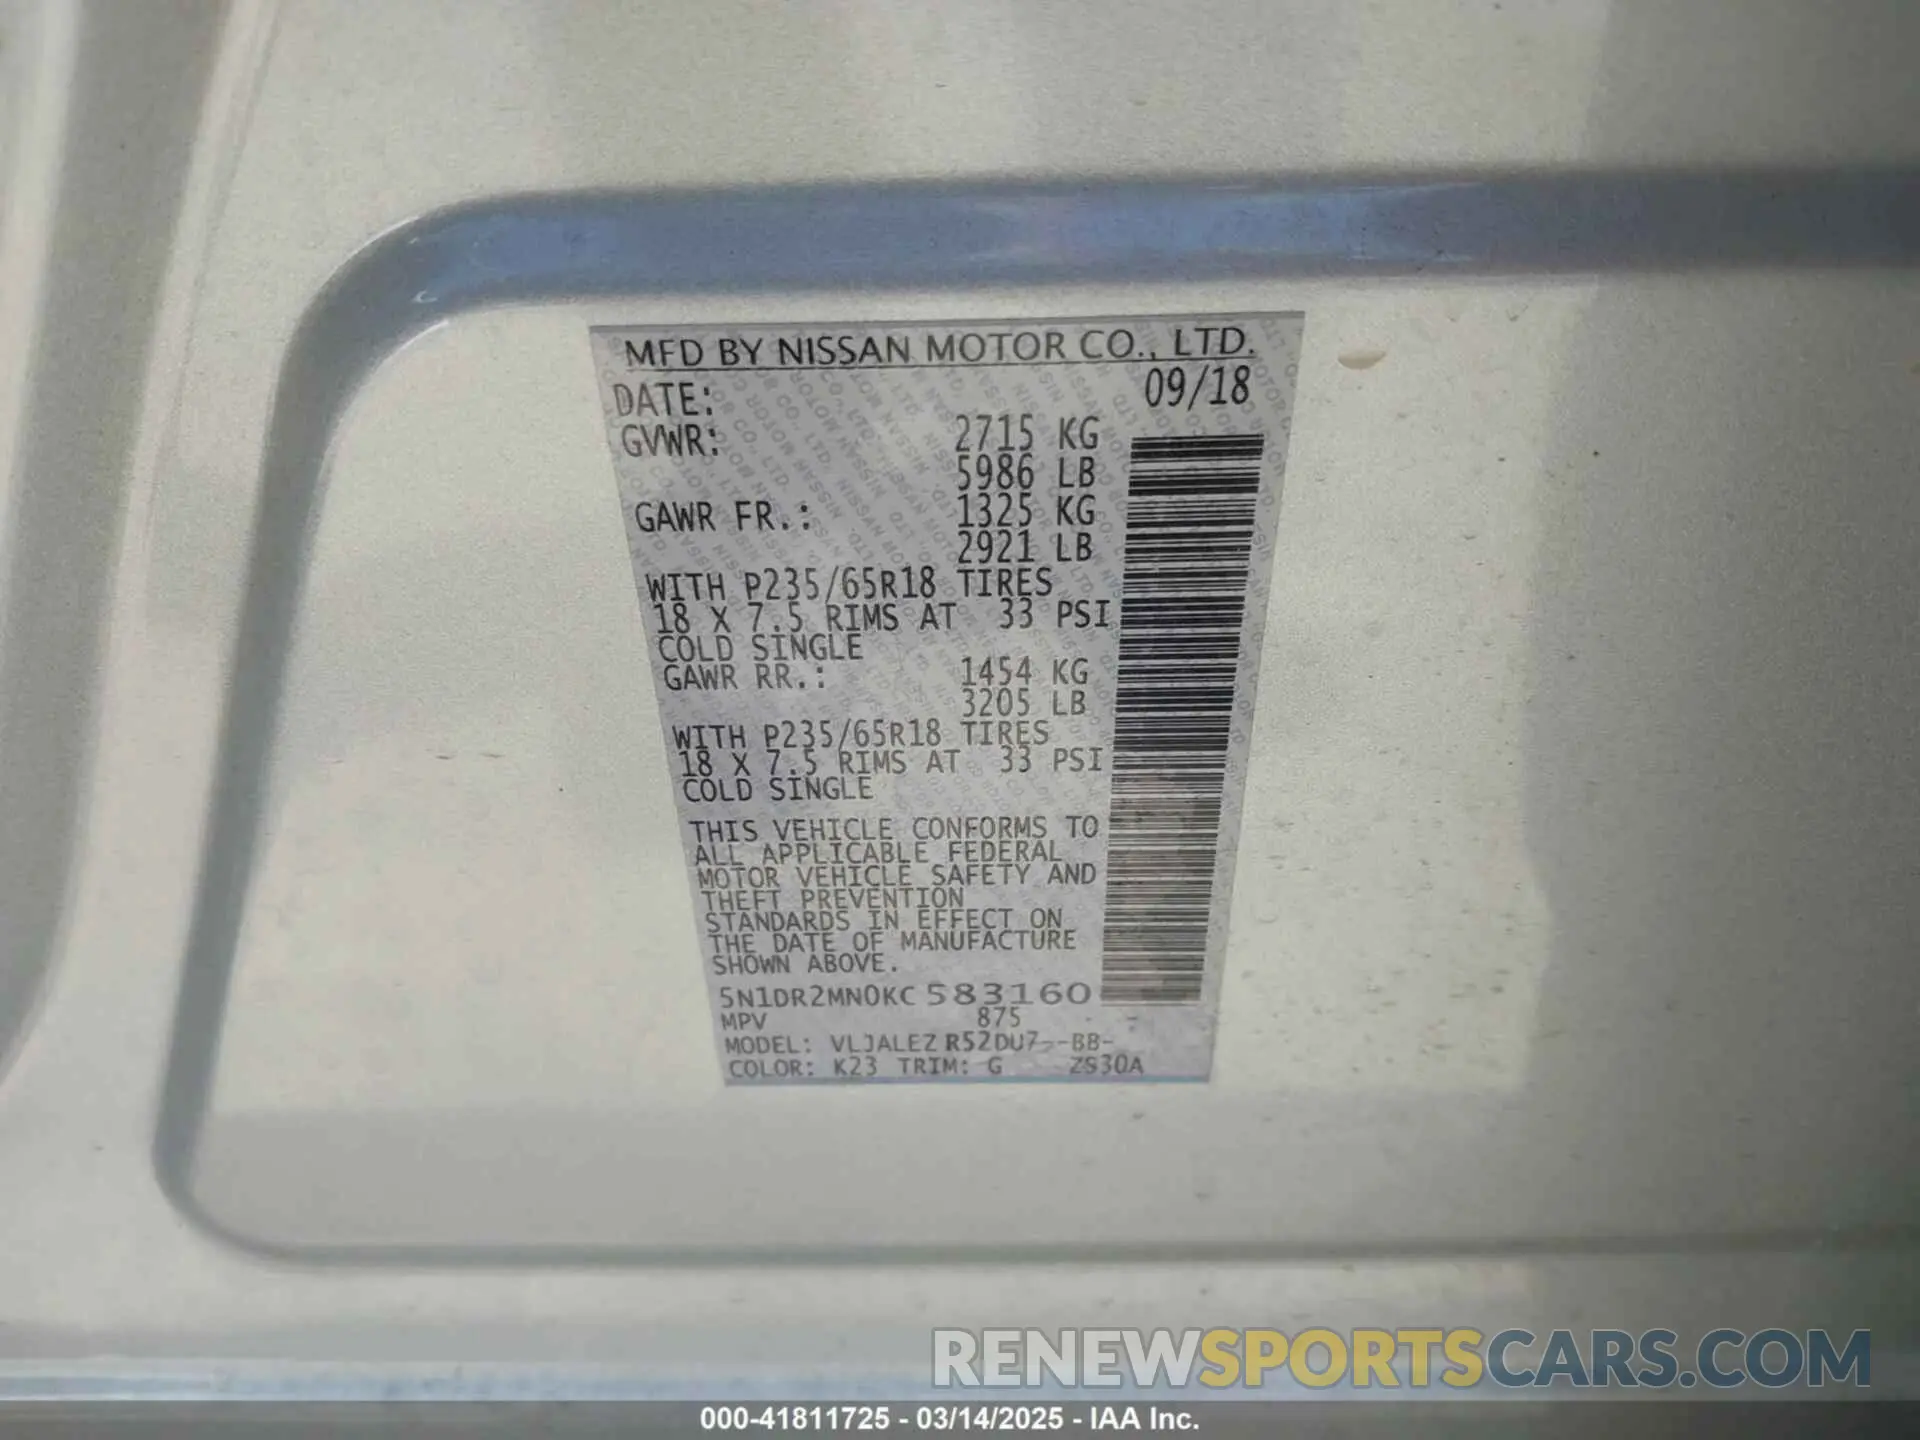 MFD BY NISSAN MOTOR CO., LTD.
DATE: 09/18
GVWR: 2715 KG
5986 LB
GAWR FR.: 1325 KG
2921 LB
WITH P235/65R18 TIRES
18 X 7.5 RIMS AT 33 PSI
COLD SINGLE
GAWR RR.: 1454 KG
3205 LB
WITH P235/65R18 TIRES
18 X 7.5 RIMS AT 33 PSI
COLD SINGLE
THIS VEHICLE CONFORMS TO
ALL APPLICABLE FEDERAL
MOTOR VEHICLE SAFETY AND
THEFT PREVENTION
STANDARDS IN EFFECT ON
THE DATE OF MANUFACTURE
SHOWN ABOVE.
5N1DR2MN0KC583160
MPV 875 - -
MODEL: VLJALEZ R52DU7--BB-
COLOR: K23 TRIM: G ZS30A
RENEWSPORTSCARS.COM
000-41811725 - 03/14/2025 - IAA Inc.